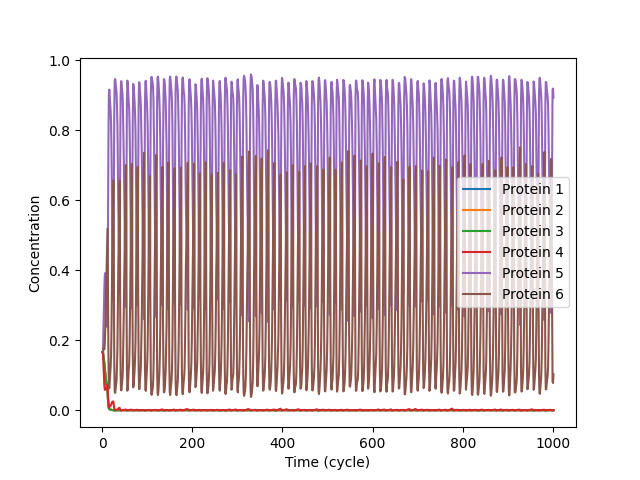 1.0
0.8
0.6
0.4
0.2
0.0
Concentration
Protein 1
Protein 2
Protein 3
Protein 4
Protein 5
Protein 6
0 200 400 600 800 1000
Time (cycle)